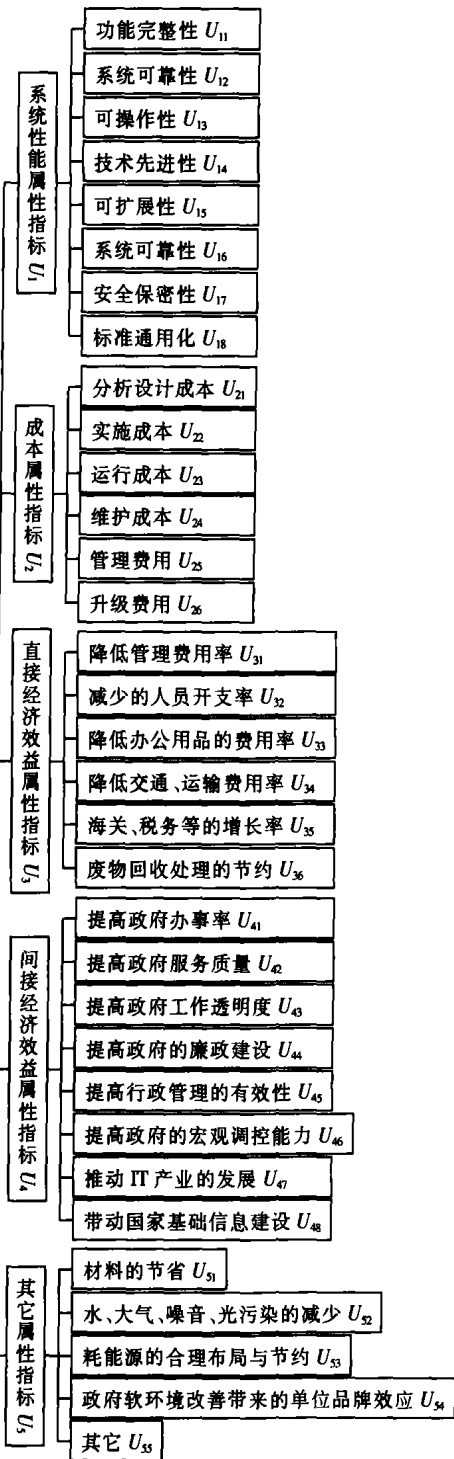 系统性能属性指标 U₁
功能完整性 U₁₁
系统可靠性 U₁₂
可操作性 U₁₃
技术先进性 U₁₄
可扩展性 U₁₅
系统可靠性 U₁₆
安全保密性 U₁₇
标准通用化 U₁₈
成本属性指标 U₂
分析设计成本 U₂₁
实施成本 U₂₂
运行成本 U₂₃
维护成本 U₂₄
管理费用 U₂₅
升级费用 U₂₆
直接经济效益属性指标 U₃
降低管理费用率 U₃₁
减少的人员开支率 U₃₂
降低办公用品的费用率 U₃₃
降低交通、运输费用率 U₃₄
海关、税务等的增长率 U₃₅
废物回收处理的节约 U₃₆
间接经济效益属性指标 U₄
提高政府办事率 U₄₁
提高政府服务质量 U₄₂
提高政府工作透明度 U₄₃
提高政府的廉政建设 U₄₄
提高行政管理的有效性 U₄₅
提高政府的宏观调控能力 U₄₆
推动 IT 产业的发展 U₄₇
带动国家基础信息建设 U₄₈
其它属性指标 U₅
材料的节省 U₅₁
水、大气、噪音、光污染的减少 U₅₂
耗能源的合理布局与节约 U₅₃
政府软环境改善带来的单位品牌效应 U₅₄
其它 U₅₅